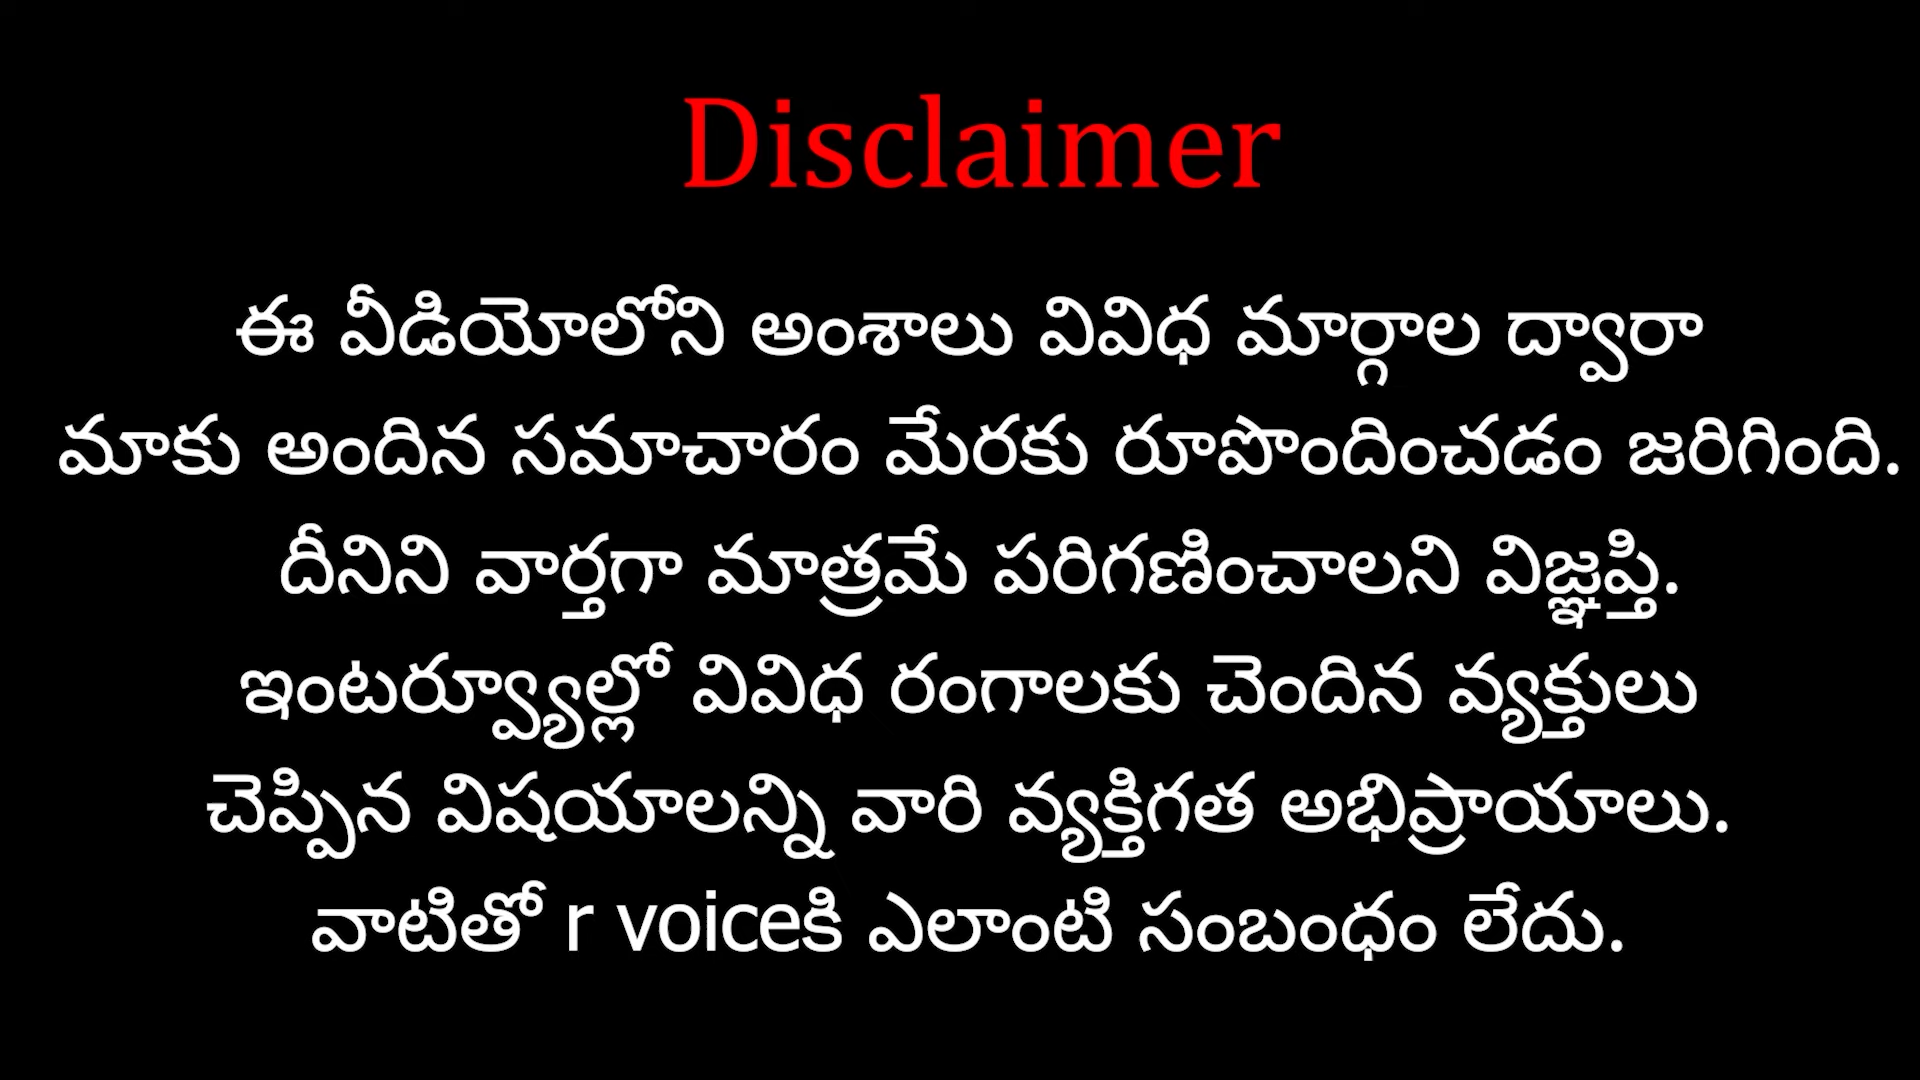 Disclaimer
ఈ వీడియోలోని అంశాలు వివిధ మార్గాల ద్వారా
మాకు అందిన సమాచారం మేరకు రూపొందించడం జరిగింది.
దీనిని వార్తగా మాత్రమే పరిగణించాలని విజ్ఞప్తి.
ఇంటర్వ్యూల్లో వివిధ రంగాలకు చెందిన వ్యక్తులు
చెప్పిన విషయాలన్ని వారి వ్యక్తిగత అభిప్రాయాలు.
వాటితో r voiceకి ఎలాంటి సంబంధం లేదు.